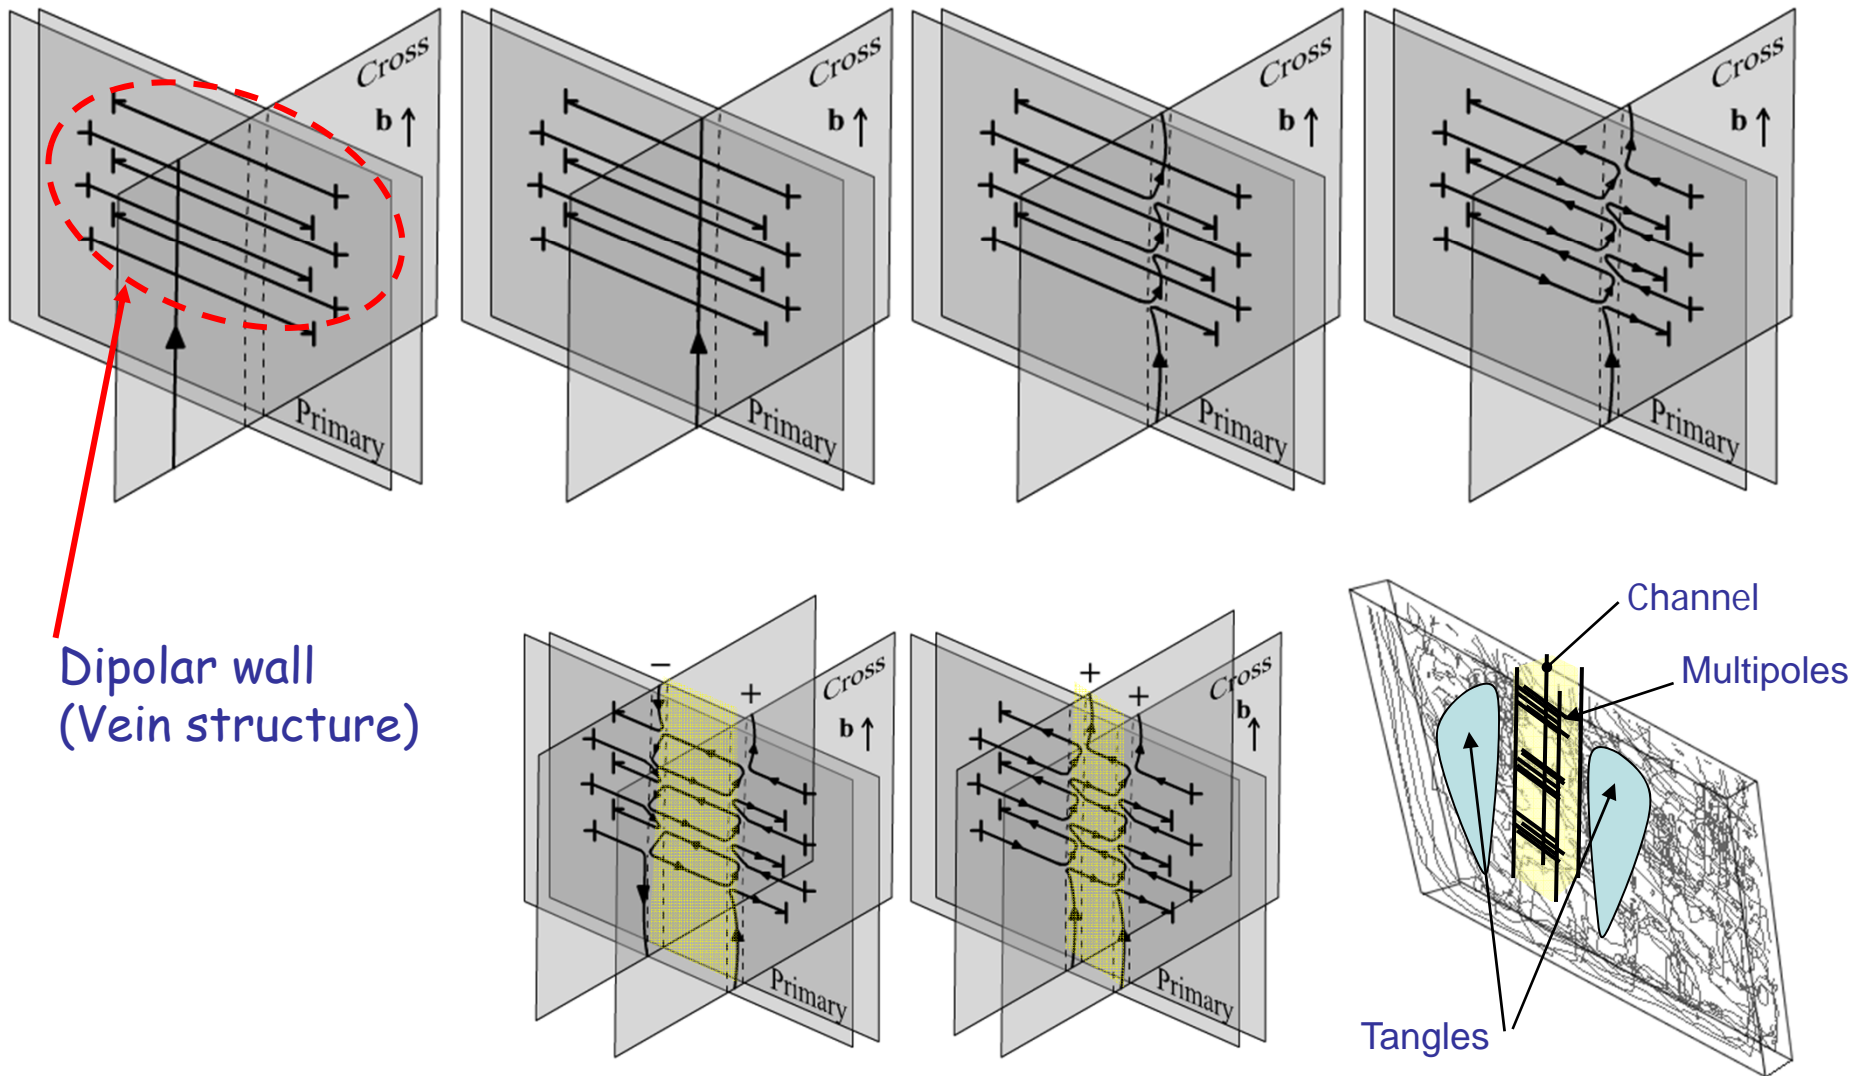 Cross
b
Primary
Cross
b
Primary
Cross
b
Primary
Cross
b
Primary
Dipolar wall
(Vein structure)
−
+
Cross
b
Primary
+
+
Cross
b
Primary
Channel
Multipoles
Tangles